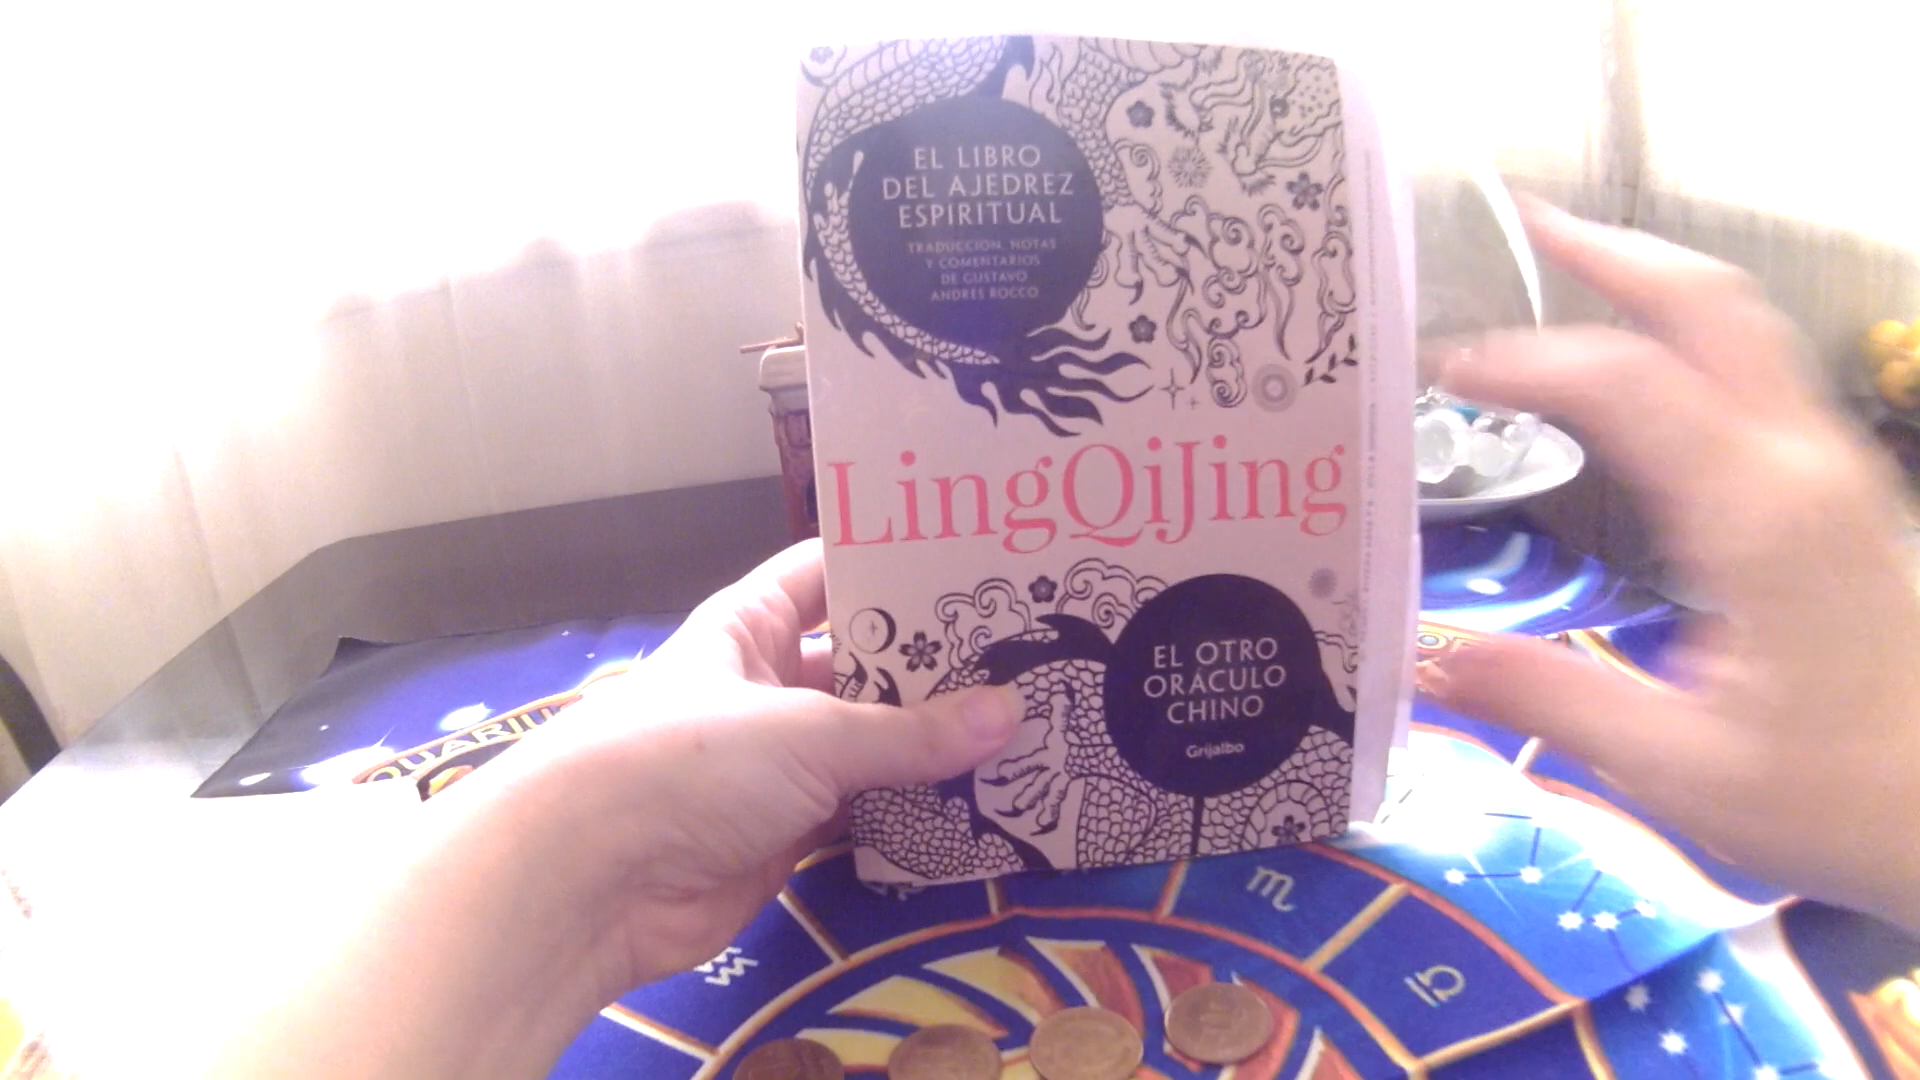 EL LIBRO
DEL AJEDREZ
ESPIRITUAL
TRADUCCIÓN, NOTAS
Y COMENTARIOS
DE GUSTAVO
ANDRÉS ROCCO
LingQiJing
EL OTRO
ORÁCULO
CHINO
Grijalbo